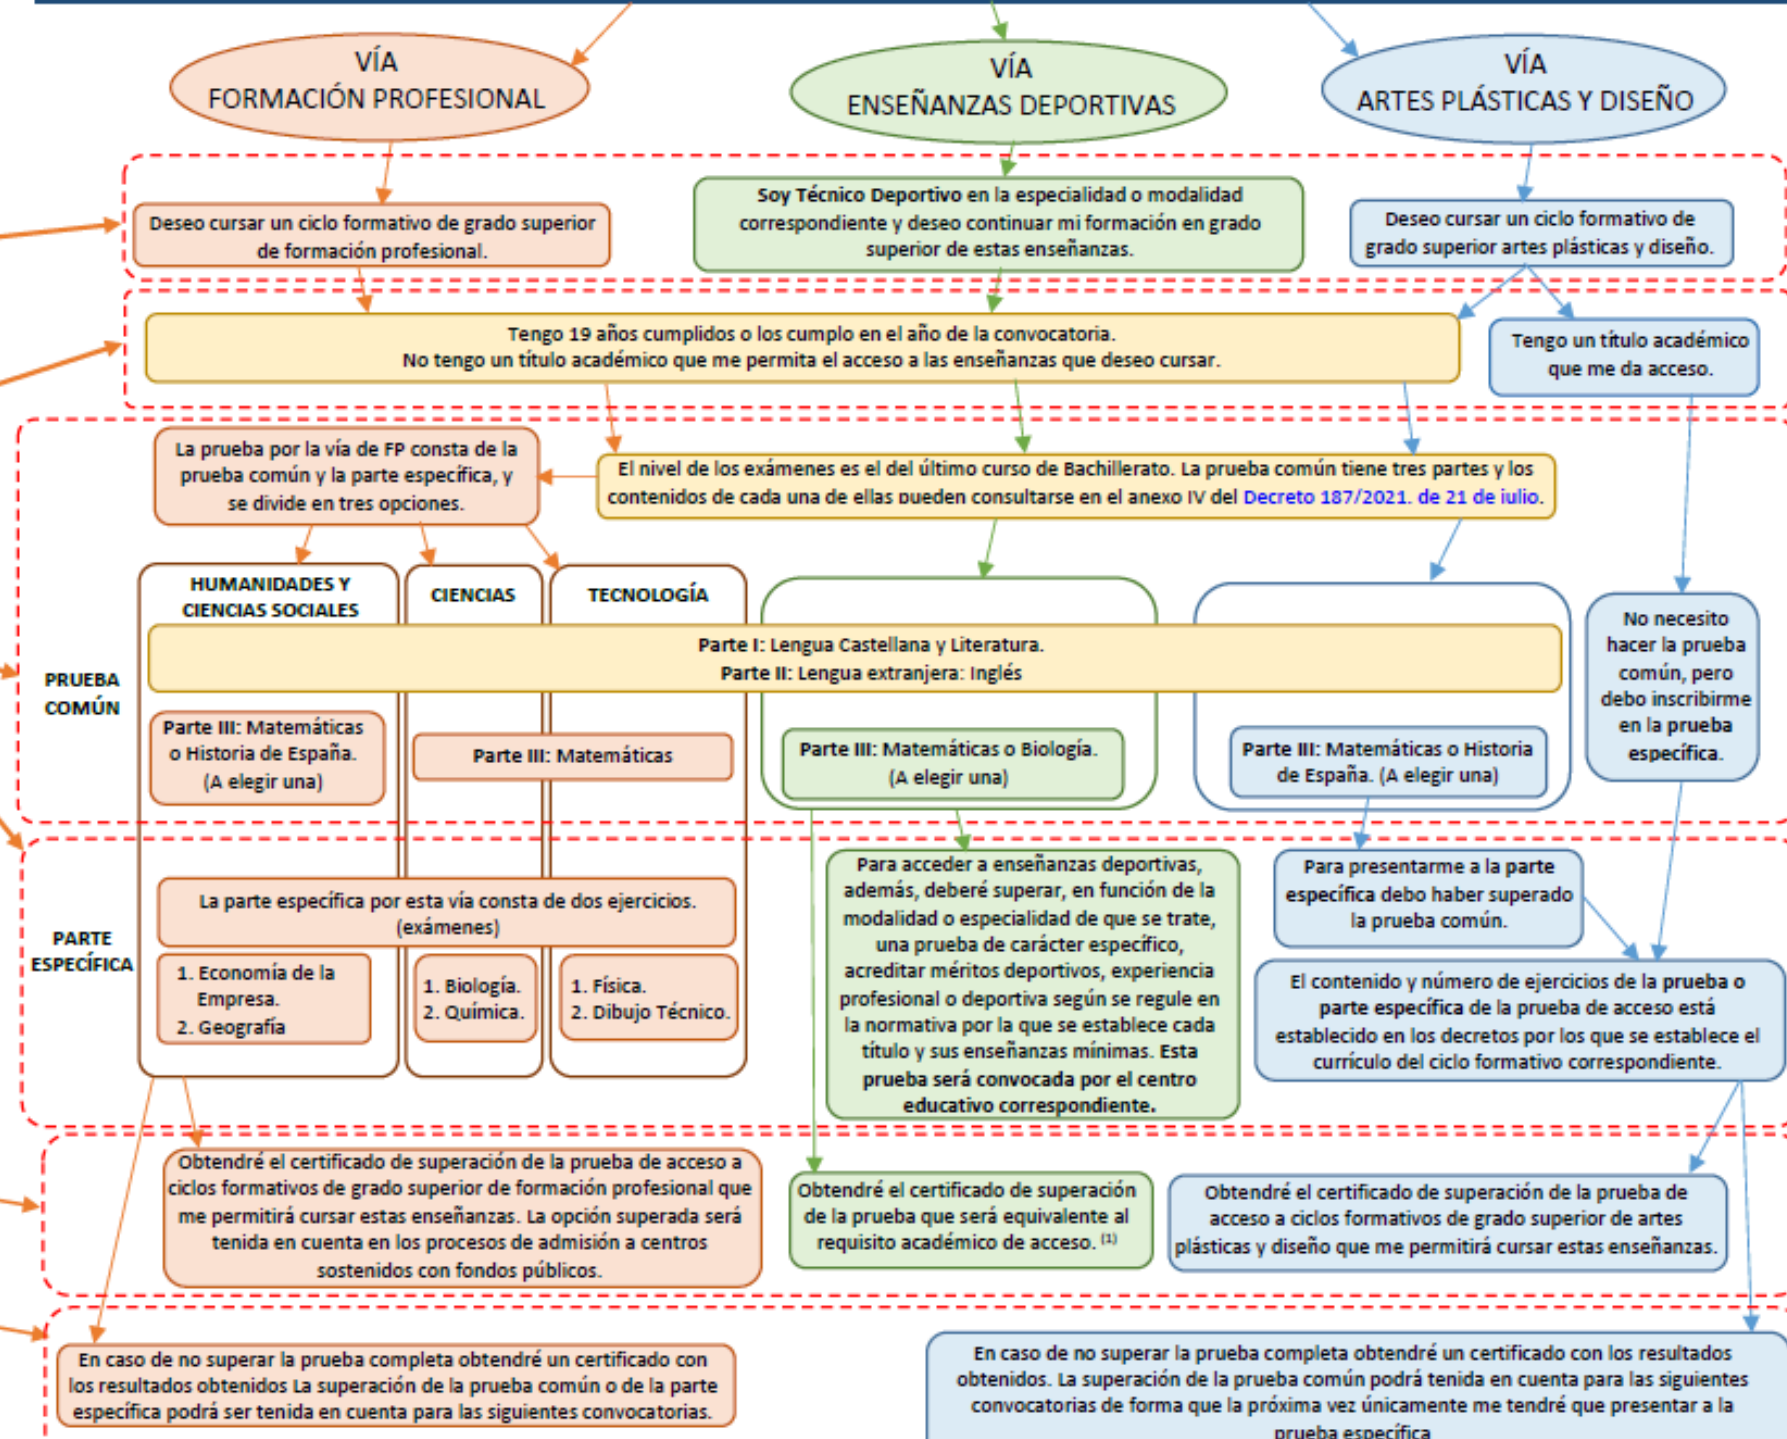 VÍA
FORMACIÓN PROFESIONAL
VÍA
ENSEÑANZAS DEPORTIVAS
VÍA
ARTES PLÁSTICAS Y DISEÑO
Deseo cursar un ciclo formativo de grado superior
de formación profesional.
Soy Técnico Deportivo en la especialidad o modalidad
correspondiente y deseo continuar mi formación en grado
superior de estas enseñanzas.
Deseo cursar un ciclo formativo de
grado superior artes plásticas y diseño.
Tengo 19 años cumplidos o los cumplo en el año de la convocatoria.
No tengo un título académico que me permita el acceso a las enseñanzas que deseo cursar.
Tengo un título académico
que me da acceso.
La prueba por la vía de FP consta de la
prueba común y la parte específica, y
se divide en tres opciones.
El nivel de los exámenes es el del último curso de Bachillerato. La prueba común tiene tres partes y los
contenidos de cada una de ellas pueden consultarse en el anexo IV del Decreto 187/2021. de 21 de julio.
HUMANIDADES Y
CIENCIAS SOCIALES
CIENCIAS
TECNOLOGÍA
PRUEBA
COMÚN
Parte I: Lengua Castellana y Literatura.
Parte II: Lengua extranjera: Inglés
Parte III: Matemáticas
o Historia de España.
(A elegir una)
Parte III: Matemáticas
Parte III: Matemáticas o Biología.
(A elegir una)
Parte III: Matemáticas o Historia
de España. (A elegir una)
No necesito
hacer la prueba
común, pero
debo inscribirme
en la prueba
específica.
PARTE
ESPECÍFICA
La parte específica por esta vía consta de dos ejercicios.
(exámenes)
1. Economía de la
Empresa.
2. Geografía
1. Biología.
2. Química.
1. Física.
2. Dibujo Técnico.
Para acceder a enseñanzas deportivas,
además, deberé superar, en función de la
modalidad o especialidad de que se trate,
una prueba de carácter específico,
acreditar méritos deportivos, experiencia
profesional o deportiva según se regule en
la normativa por la que se establece cada
título y sus enseñanzas mínimas. Esta
prueba será convocada por el centro
educativo correspondiente.
Para presentarme a la parte
específica debo haber superado
la prueba común.
El contenido y número de ejercicios de la prueba o
parte específica de la prueba de acceso está
establecido en los decretos por los que se establece el
currículo del ciclo formativo correspondiente.
Obtendré el certificado de superación de la prueba de acceso a
ciclos formativos de grado superior de formación profesional que
me permitirá cursar estas enseñanzas. La opción superada será
tenida en cuenta en los procesos de admisión a centros
sostenidos con fondos públicos.
Obtendré el certificado de superación
de la prueba que será equivalente al
requisito académico de acceso. (1)
Obtendré el certificado de superación de la prueba de
acceso a ciclos formativos de grado superior de artes
plásticas y diseño que me permitirá cursar estas enseñanzas.
En caso de no superar la prueba completa obtendré un certificado con
los resultados obtenidos La superación de la prueba común o de la parte
específica podrá ser tenida en cuenta para las siguientes convocatorias.
En caso de no superar la prueba completa obtendré un certificado con los resultados
obtenidos. La superación de la prueba común podrá tenida en cuenta para las siguientes
convocatorias de forma que la próxima vez únicamente me tendré que presentar a la
prueba específica